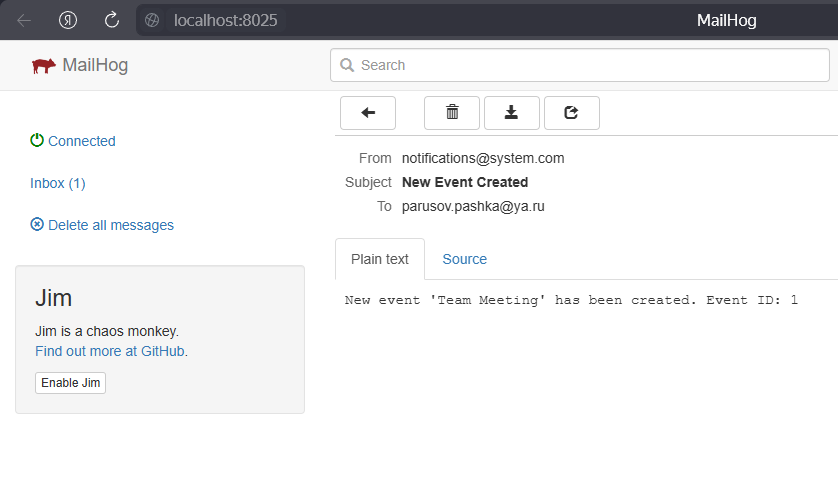 Я
localhost:8025
MailHog
MailHog
Search
Connected
Inbox (1)
Delete all messages
Jim
Jim is a chaos monkey.
Find out more at GitHub.
Enable Jim
From notifications@system.com
Subject New Event Created
To parusov.pashka@ya.ru
Plain text Source
New event 'Team Meeting' has been created. Event ID: 1